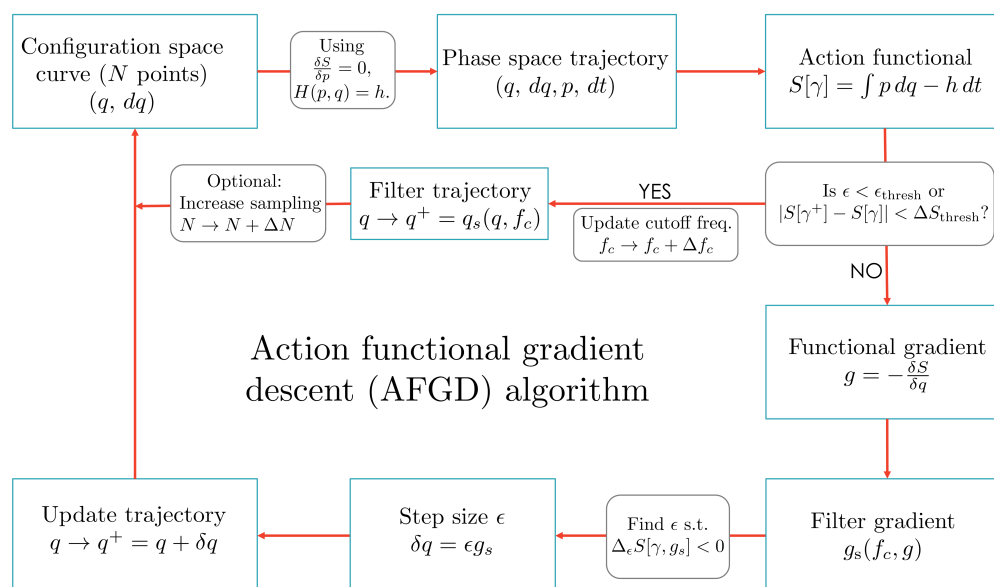 Configuration space
curve (N points)
(q, dq)
Using
δS/δp = 0,
H(p, q) = h.
Phase space trajectory
(q, dq, p, dt)
Action functional
S[γ] = ∫ p dq − h dt
Optional:
Increase sampling
N → N + ΔN
Filter trajectory
q → q⁺ = q_s(q, f_c)
YES
Update cutoff freq.
f_c → f_c + Δf_c
Is ϵ < ϵ_thresh or
|S[γ⁺] − S[γ]| < ΔS_thresh?
NO
Action functional gradient
descent (AFGD) algorithm
Functional gradient
g = −δS/δq
Update trajectory
q → q⁺ = q + δq
Step size ϵ
δq = ϵg_s
Find ϵ s.t.
Δ_ϵS[γ, g_s] < 0
Filter gradient
g_s(f_c, g)